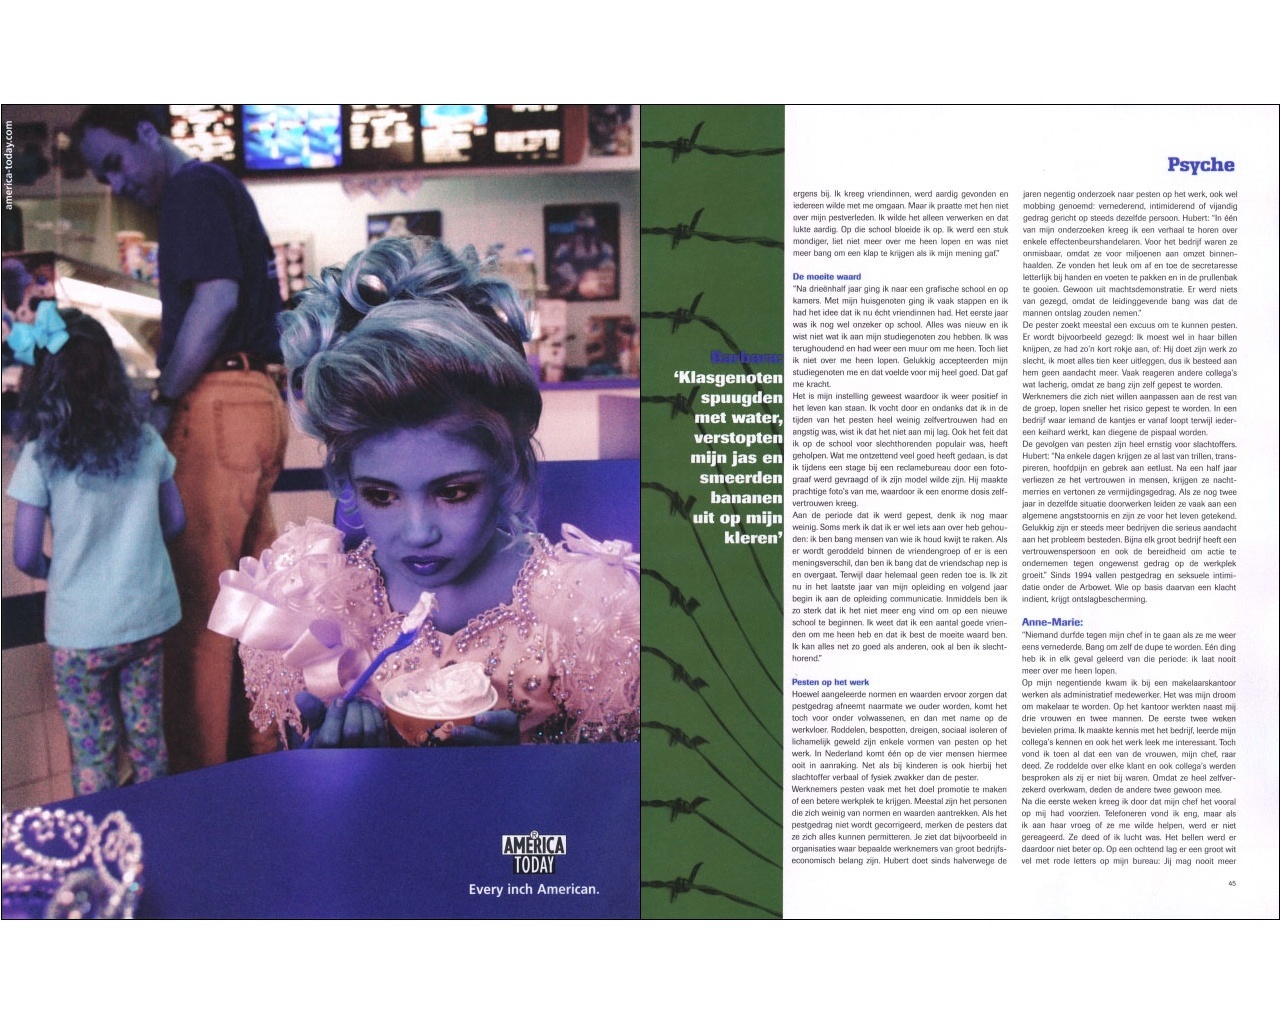 america-today.com
AMERICA
TODAY
Every inch American.
Barbara:
‘Klasgenoten
spuugden
met water,
verstopten
mijn jas en
smeerden
bananen
uit op mijn
kleren’
Psyche
ergens bij. Ik kreeg vriendinnen, werd aardig gevonden en
iedereen wilde met me omgaan. Maar ik praatte met hen niet
over mijn pestverleden. Ik wilde het alleen verwerken en dat
lukte aardig. Op die school bloeide ik op. Ik werd een stuk
mondiger, liet niet meer over me heen lopen en was niet
meer bang om een klap te krijgen als ik mijn mening gaf.”
De moeite waard
“Na drieënhalf jaar ging ik naar een grafische school en op
kamers. Met mijn huisgenoten ging ik vaak stappen en ik
had het idee dat ik nu écht vriendinnen had. Het eerste jaar
was ik nog wel onzeker op school. Alles was nieuw en ik
wist niet wat ik aan mijn studiegenoten zou hebben. Ik was
terughoudend en had weer een muur om me heen. Toch liet
ik niet over me heen lopen. Gelukkig accepteerden mijn
studiegenoten me en dat voelde voor mij heel goed. Dat gaf
me kracht.
Het is mijn instelling geweest waardoor ik weer positief in
het leven kan staan. Ik vocht door en ondanks dat ik in de
tijden van het pesten heel weinig zelfvertrouwen had en
angstig was, wist ik dat het niet aan mij lag. Ook het feit dat
ik op de school voor slechthorenden populair was, heeft
geholpen. Wat me ontzettend veel goed heeft gedaan, is dat
ik tijdens een stage bij een reclamebureau door een foto-
graaf werd gevraagd of ik zijn model wilde zijn. Hij maakte
prachtige foto’s van me, waardoor ik een enorme dosis zelf-
vertrouwen kreeg.
Aan de periode dat ik werd gepest, denk ik nog maar
weinig. Soms merk ik dat ik er wel iets aan over heb gehou-
den: ik ben bang mensen van wie ik houd kwijt te raken. Als
er wordt geroddeld binnen de vriendengroep of er is een
meningsverschil, dan ben ik bang dat de vriendschap nep is
en overgaat. Terwijl daar helemaal geen reden toe is. Ik zit
nu in het laatste jaar van mijn opleiding en volgend jaar
begin ik aan de opleiding communicatie. Inmiddels ben ik
zo sterk dat ik het niet meer eng vind om op een nieuwe
school te beginnen. Ik weet dat ik een aantal goede vrien-
den om me heen heb en dat ik best de moeite waard ben.
Ik kan alles net zo goed als anderen, ook al ben ik slecht-
horend.”
Pesten op het werk
Hoewel aangeleerde normen en waarden ervoor zorgen dat
pestgedrag afneemt naarmate we ouder worden, komt het
toch voor onder volwassenen, en dan met name op de
werkvloer. Roddelen, bespotten, dreigen, sociaal isoleren of
lichamelijk geweld zijn enkele vormen van pesten op het
werk. In Nederland komt één op de vier mensen hiermee
ooit in aanraking. Net als bij kinderen is ook hierbij het
slachtoffer verbaal of fysiek zwakker dan de pester.
Werknemers pesten vaak met het doel promotie te maken
of een betere werkplek te krijgen. Meestal zijn het personen
die zich weinig van normen en waarden aantrekken. Als het
pestgedrag niet wordt gecorrigeerd, merken de pesters dat
ze zich alles kunnen permitteren. Je ziet dat bijvoorbeeld in
organisaties waar bepaalde werknemers van groot bedrijfs-
economisch belang zijn. Hubert doet sinds halverwege de
jaren negentig onderzoek naar pesten op het werk, ook wel
mobbing genoemd: vernederend, intimiderend of vijandig
gedrag gericht op steeds dezelfde persoon. Hubert: “In één
van mijn onderzoeken kreeg ik een verhaal te horen over
enkele effectenbeurshandelaren. Voor het bedrijf waren ze
onmisbaar, omdat ze voor miljoenen aan omzet binnen-
haalden. Ze vonden het leuk om af en toe de secretaresse
letterlijk bij handen en voeten te pakken en in de prullenbak
te gooien. Gewoon uit machtsdemonstratie. Er werd niets
van gezegd, omdat de leidinggevende bang was dat de
mannen ontslag zouden nemen.”
De pester zoekt meestal een excuus om te kunnen pesten.
Er wordt bijvoorbeeld gezegd: Ik moest wel in haar billen
knijpen, ze had zo’n kort rokje aan, of: Hij doet zijn werk zo
slecht, ik moet alles tien keer uitleggen, dus ik besteed aan
hem geen aandacht meer. Vaak reageren andere collega’s
wat lacherig, omdat ze bang zijn zelf gepest te worden.
Werknemers die zich niet willen aanpassen aan de rest van
de groep, lopen sneller het risico gepest te worden. In een
bedrijf waar iemand de kantjes er vanaf loopt terwijl ieder-
een keihard werkt, kan diegene de pispaal worden.
De gevolgen van pesten zijn heel ernstig voor slachtoffers.
Hubert: “Na enkele dagen krijgen ze al last van trillen, trans-
pireren, hoofdpijn en gebrek aan eetlust. Na een half jaar
verliezen ze het vertrouwen in mensen, krijgen ze nacht-
merries en vertonen ze vermijdingsgedrag. Als ze nog twee
jaar in dezelfde situatie doorwerken leiden ze vaak aan een
algemene angststoornis en zijn ze voor het leven getekend.
Gelukkig zijn er steeds meer bedrijven die serieus aandacht
aan het probleem besteden. Bijna elk groot bedrijf heeft een
vertrouwenspersoon en ook de bereidheid om actie te
ondernemen tegen ongewenst gedrag op de werkplek
groeit.” Sinds 1994 vallen pestgedrag en seksuele intimi-
datie onder de Arbowet. Wie op basis daarvan een klacht
indient, krijgt ontslagbescherming.
Anne-Marie:
“Niemand durfde tegen mijn chef in te gaan als ze me weer
eens vernederde. Bang om zelf de dupe te worden. Eén ding
heb ik in elk geval geleerd van die periode: ik laat nooit
meer over me heen lopen.
Op mijn negentiende kwam ik bij een makelaarskantoor
werken als administratief medewerker. Het was mijn droom
om makelaar te worden. Op het kantoor werkten naast mij
drie vrouwen en twee mannen. De eerste twee weken
bevielen prima. Ik maakte kennis met het bedrijf, leerde mijn
collega’s kennen en ook het werk leek me interessant. Toch
vond ik toen al dat een van de vrouwen, mijn chef, raar
deed. Ze roddelde over elke klant en ook collega’s werden
besproken als zij er niet bij waren. Omdat ze heel zelfver-
zekerd overkwam, deden de andere twee gewoon mee.
Na die eerste weken kreeg ik door dat mijn chef het vooral
op mij had voorzien. Telefoneren vond ik eng, maar als
ik aan haar vroeg of ze me wilde helpen, werd er niet
gereageerd. Ze deed of ik lucht was. Het bellen werd er
daardoor niet beter op. Op een ochtend lag er een groot wit
vel met rode letters op mijn bureau: Jij mag nooit meer
45